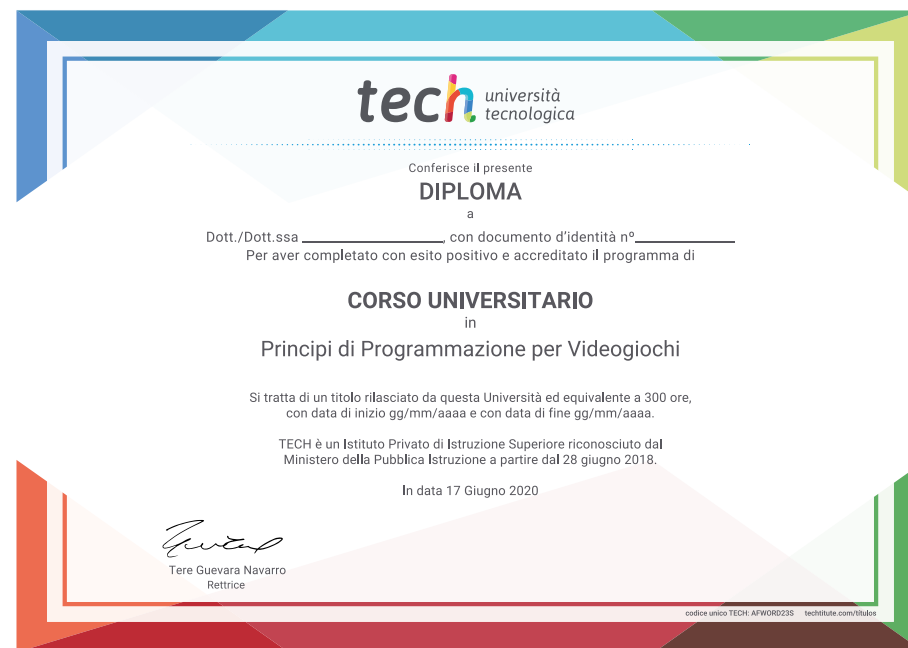 tech università
tecnologica
Conferisce il presente
DIPLOMA
a
Dott./Dott.ssa ____________________, con documento d'identità nº______________
Per aver completato con esito positivo e accreditato il programma di
CORSO UNIVERSITARIO
in
Principi di Programmazione per Videogiochi
Si tratta di un titolo rilasciato da questa Università ed equivalente a 300 ore,
con data di inizio gg/mm/aaaa e con data di fine gg/mm/aaaa.
TECH è un Istituto Privato di Istruzione Superiore riconosciuto dal
Ministero della Pubblica Istruzione a partire dal 28 giugno 2018.
In data 17 Giugno 2020
Tere Guevara Navarro
Rettrice
codice unico TECH: AFWORD23S techtitute.com/titulos